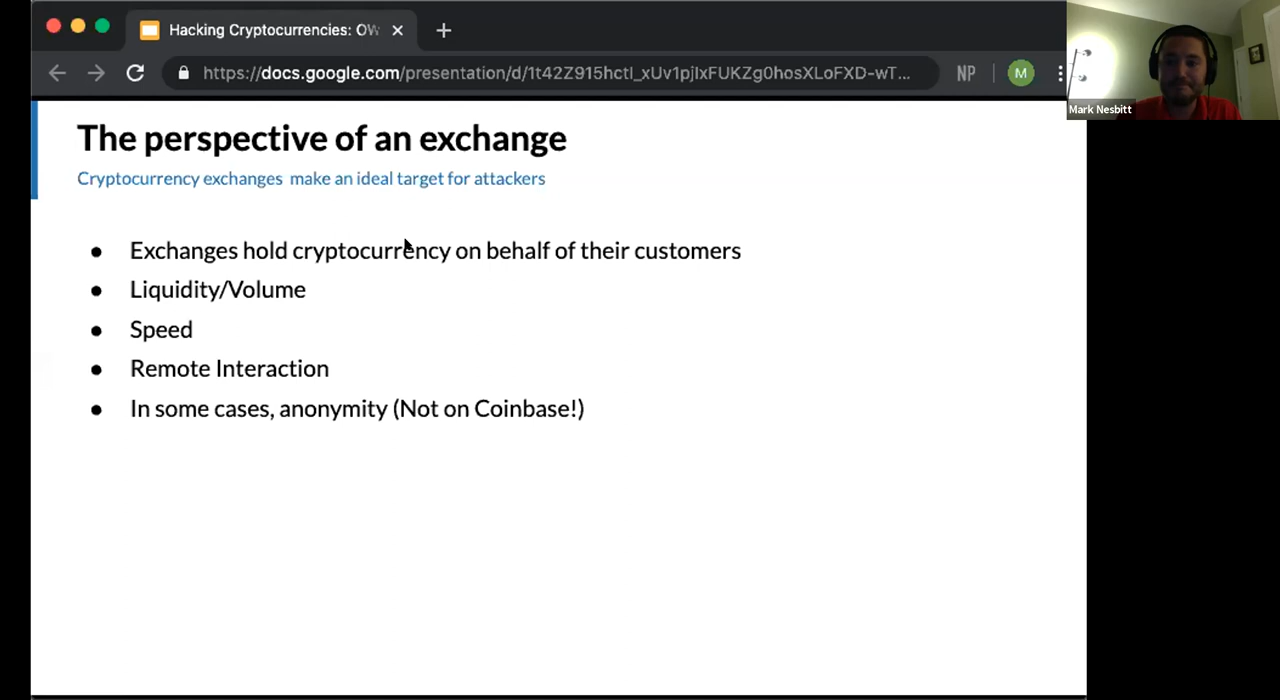 Hacking Cryptocurrencies: OW
https://docs.google.com/presentation/d/1t42Z915hctI_xUv1pjIxFUKZg0hosXLoFXD-wT...
NP
M
Mark Nesbitt
The perspective of an exchange
Cryptocurrency exchanges make an ideal target for attackers
● Exchanges hold cryptocurrency on behalf of their customers
● Liquidity/Volume
● Speed
● Remote Interaction
● In some cases, anonymity (Not on Coinbase!)